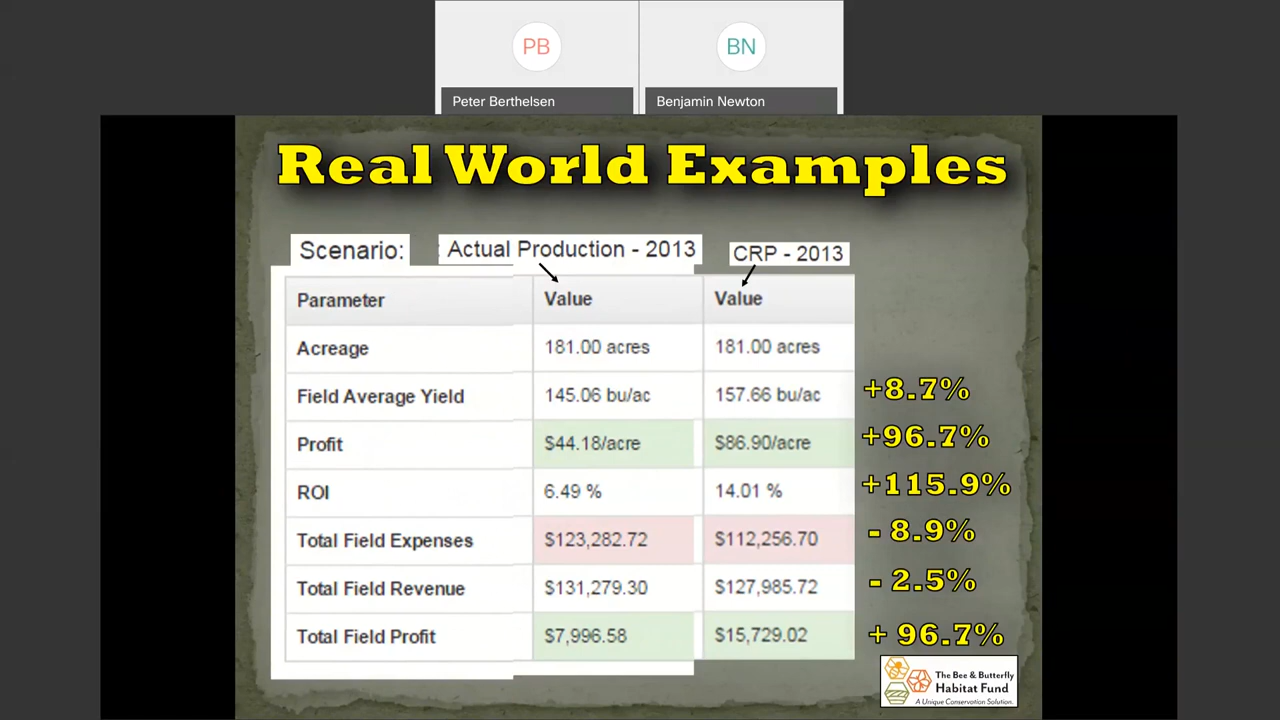 PB
BN
Peter Berthelsen
Benjamin Newton
Real World Examples
Scenario:
: Actual Production - 2013
CRP - 2013
Parameter Value Value
Acreage 181.00 acres 181.00 acres
Field Average Yield 145.06 bu/ac 157.66 bu/ac +8.7%
Profit $44.18/acre $86.90/acre +96.7%
ROI 6.49 % 14.01 % +115.9%
Total Field Expenses $123,282.72 $112,256.70 - 8.9%
Total Field Revenue $131,279.30 $127,985.72 - 2.5%
Total Field Profit $7,996.58 $15,729.02 + 96.7%
The Bee & Butterfly
Habitat Fund
A Unique Conservation Solution.